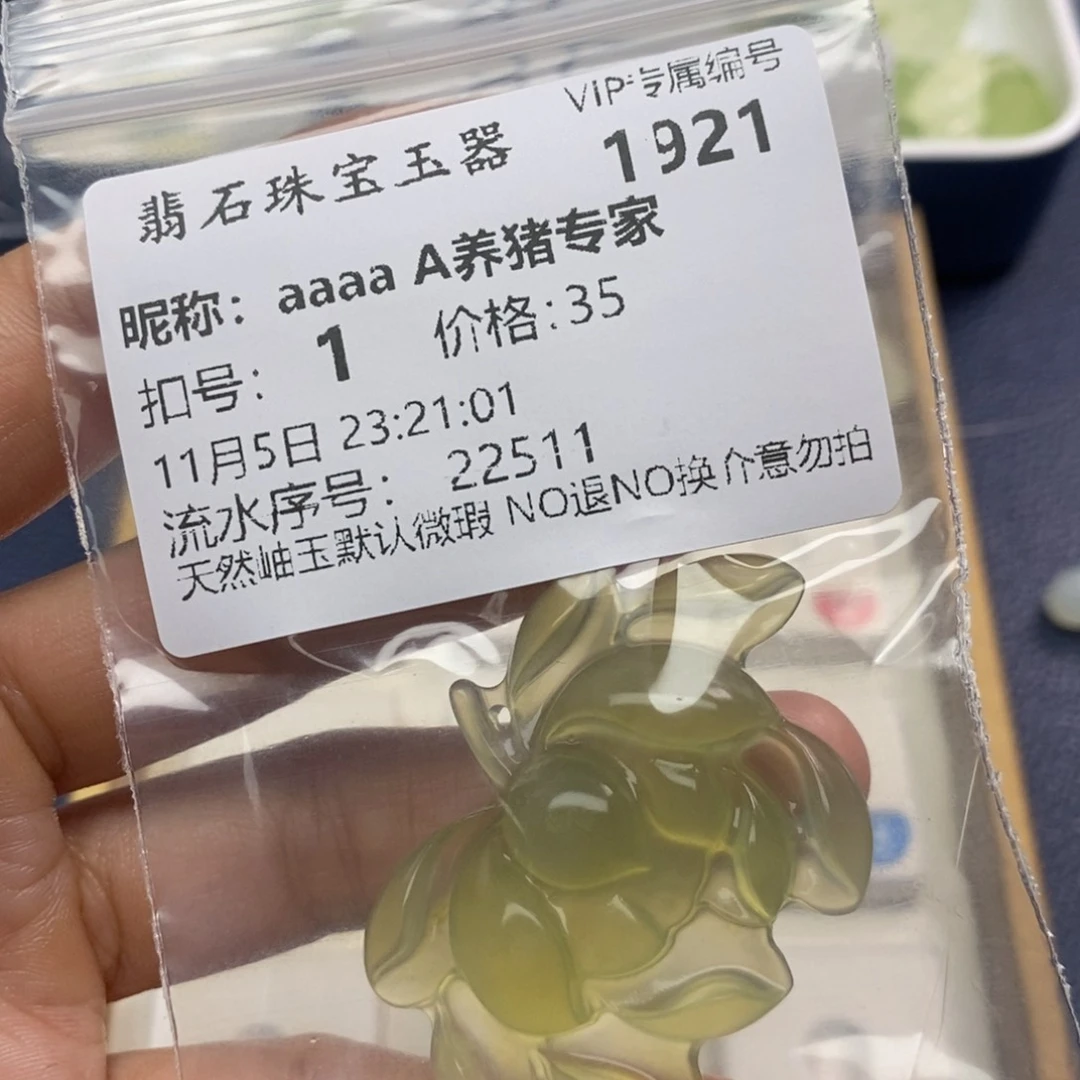 VIP专属编号
翡石珠宝玉器 1921
昵称：aaaa A养猪专家
扣号： 1 价格:35
11月5日 23:21:01
流水序号： 22511
天然岫玉默认微瑕 NO退NO换介意勿拍